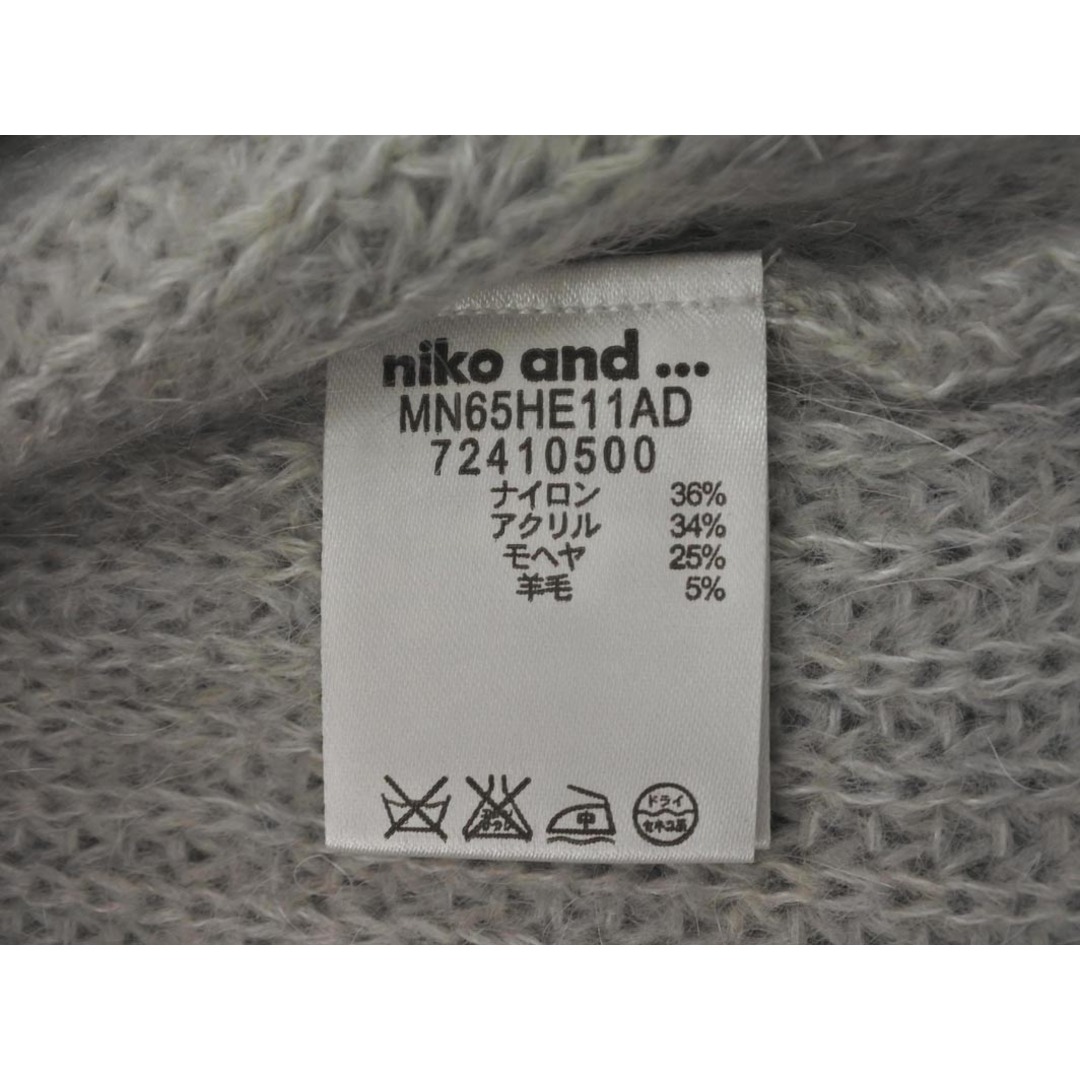 niko and ...
MN65HE11AD
72410500
ナイロン 36%
アクリル 34%
モヘヤ 25%
羊毛 5%
中
ドライ
セキユ系